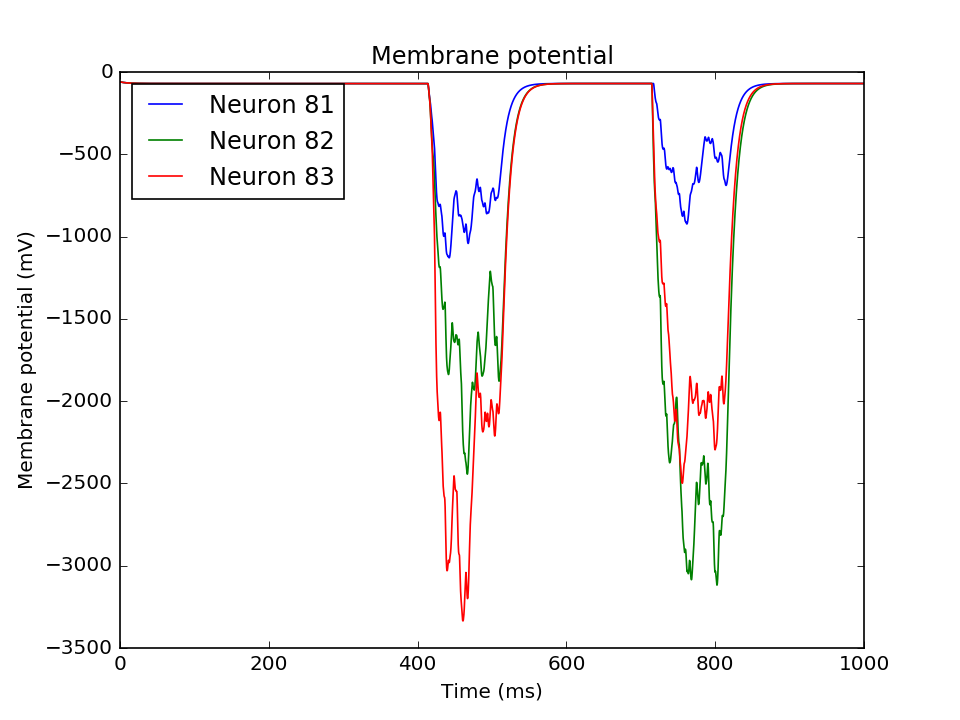 Membrane potential
0
−500
−1000
−1500
−2000
−2500
−3000
−3500
Membrane potential (mV)
Neuron 81
Neuron 82
Neuron 83
0 200 400 600 800 1000
Time (ms)